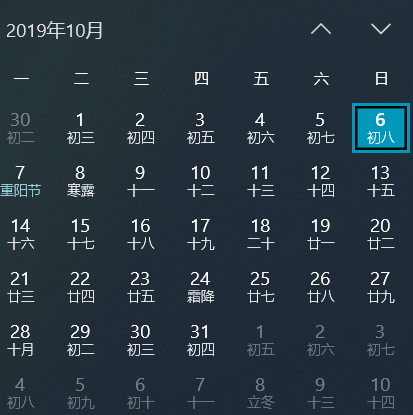 2019年10月
一 二 三 四 五 六 日
30 1 2 3 4 5 6
初二 初三 初四 初五 初六 初七 初八
7 8 9 10 11 12 13
重阳节 寒露 十一 十二 十三 十四 十五
14 15 16 17 18 19 20
十六 十七 十八 十九 二十 廿一 廿二
21 22 23 24 25 26 27
廿三 廿四 廿五 霜降 廿七 廿八 廿九
28 29 30 31 1 2 3
十月 初二 初三 初四 初五 初六 初七
4 5 6 7 8 9 10
初八 初九 初十 十一 立冬 十三 十四